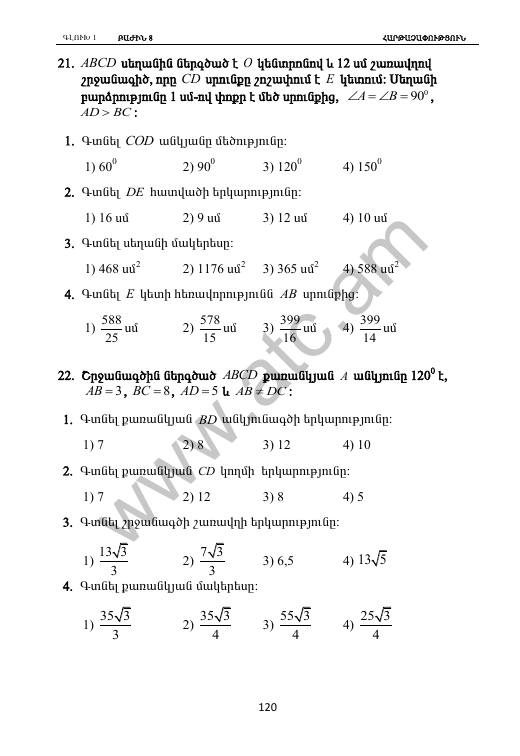 ԳԼՈՒԽ 1 ԲԱԺԻՆ 8 ՀԱՐԹԱՉԱՓՈՒԹՅՈՒՆ
21. ABCD սեղանին ներգծած է O կենտրոնով և 12 սմ շառավղով
շրջանագիծ, որը CD սրունքը շոշափում է E կետում: Սեղանի
բարձրությունը 1 սմ-ով փոքր է մեծ սրունքից, ∠A = ∠B = 90°,
AD > BC :
1. Գտնել COD անկյանը մեծությունը:
1) 60⁰ 2) 90⁰ 3) 120⁰ 4) 150⁰
2. Գտնել DE հատվածի երկարությունը:
1) 16 սմ 2) 9 սմ 3) 12 սմ 4) 10 սմ
3. Գտնել սեղանի մակերեսը:
1) 468 սմ² 2) 1176 սմ² 3) 365 սմ² 4) 588 սմ²
4. Գտնել E կետի հեռավորությունն AB սրունքից:
1) 588/25 սմ 2) 578/15 սմ 3) 399/16 սմ 4) 399/14 սմ
22. Շրջանագծին ներգծած ABCD քառանկյան A անկյունը 120⁰ է,
AB = 3, BC = 8, AD = 5 և AB ≠ DC :
1. Գտնել քառանկյան BD անկյունագծի երկարությունը:
1) 7 2) 8 3) 12 4) 10
2. Գտնել քառանկյան CD կողմի երկարությունը:
1) 7 2) 12 3) 8 4) 5
3. Գտնել շրջանագծի շառավղի երկարությունը:
1) 13√3/3 2) 7√3/3 3) 6,5 4) 13√5
4. Գտնել քառանկյան մակերեսը:
1) 35√3/3 2) 35√3/4 3) 55√3/4 4) 25√3/4
www.atc.am
120